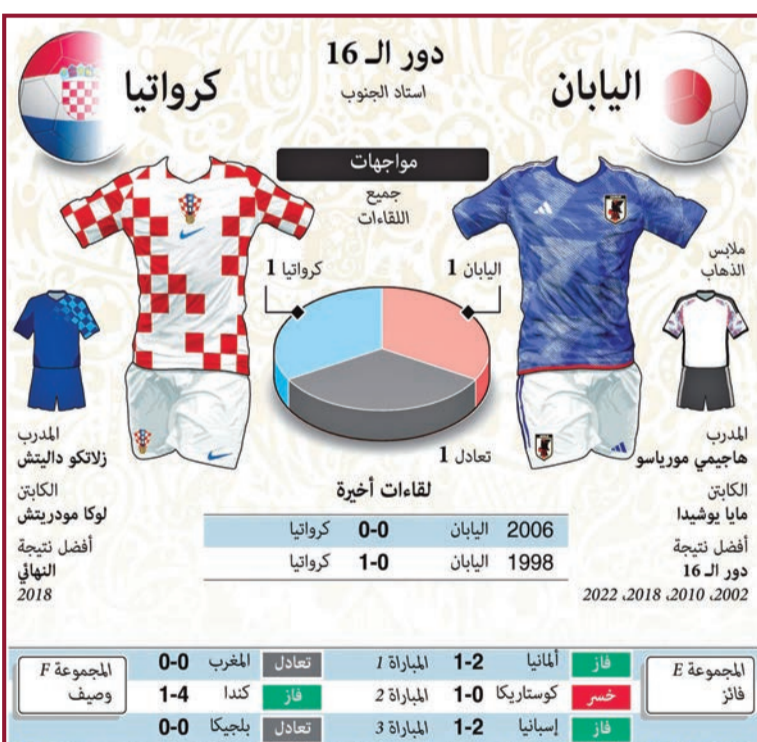 دور الـ 16
استاد الجنوب
اليابان
كرواتيا
مواجهات
جميع
اللقاءات
اليابان 1
كرواتيا 1
تعادل 1
ملابس
الذهاب
المدرب
هاجيمي مورياسو
الكابتن
مايا يوشيدا
أفضل نتيجة
دور الـ 16
2002، 2010، 2018، 2022
المدرب
زلاتكو داليتش
الكابتن
لوكا مودريتش
أفضل نتيجة
النهائي
2018
لقاءات أخيرة
2006 اليابان 0-0 كرواتيا
1998 اليابان 1-0 كرواتيا
المجموعة E
فائز
فاز ألمانيا 1-2 المباراة 1 تعادل المغرب 0-0
خسر كوستاريكا 1-0 المباراة 2 فاز كندا 1-4
فاز إسبانيا 1-2 المباراة 3 تعادل بلجيكا 0-0
المجموعة F
وصيف